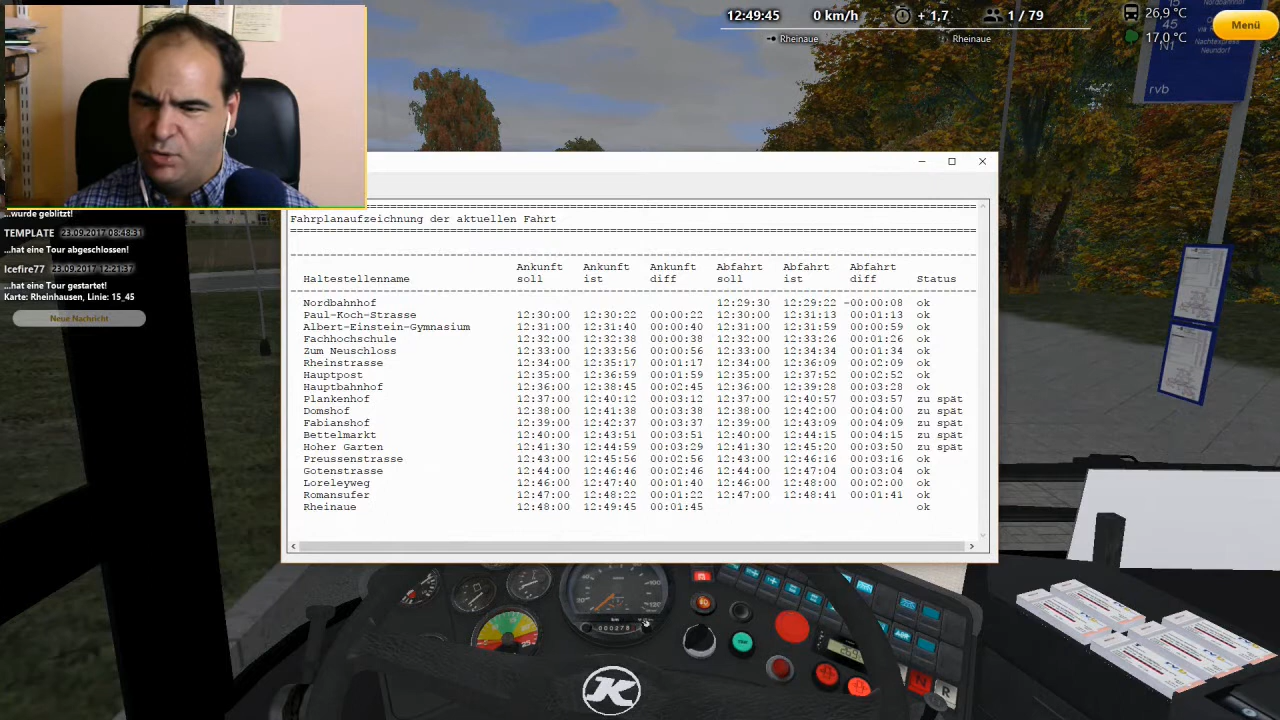 12:49:45 0 km/h + 1,7 1 / 79
26,9 °C
17,0 °C
Menü
Rheinaue Rheinaue
Nordbahnhof
45
via
N1 Nachtexpress
Neundorf
rvb
...wurde geblitzt!
TEMPLATE 23.09.2017 08:48:31
...hat eine Tour abgeschlossen!
Icefire77 23.09.2017 12:21:37
...hat eine Tour gestartet!
Karte: Rheinhausen, Linie: 15_45
Neue Nachricht
Fahrplanaufzeichnung der aktuellen Fahrt
Ankunft Ankunft Ankunft Abfahrt Abfahrt Abfahrt
Haltestellenname soll ist diff soll ist diff Status
Nordbahnhof 12:29:30 12:29:22 -00:00:08 ok
Paul-Koch-Strasse 12:30:00 12:30:22 00:00:22 12:30:00 12:31:13 00:01:13 ok
Albert-Einstein-Gymnasium 12:31:00 12:31:40 00:00:40 12:31:00 12:31:59 00:00:59 ok
Fachhochschule 12:32:00 12:32:38 00:00:38 12:32:00 12:33:26 00:01:26 ok
Zum Neuschloss 12:33:00 12:33:56 00:00:56 12:33:00 12:34:34 00:01:34 ok
Rheinstrasse 12:34:00 12:35:17 00:01:17 12:34:00 12:36:09 00:02:09 ok
Hauptpost 12:35:00 12:36:59 00:01:59 12:35:00 12:37:52 00:02:52 ok
Hauptbahnhof 12:36:00 12:38:45 00:02:45 12:36:00 12:39:28 00:03:28 ok
Plankenhof 12:37:00 12:40:12 00:03:12 12:37:00 12:40:57 00:03:57 zu spät
Domshof 12:38:00 12:41:38 00:03:38 12:38:00 12:42:00 00:04:00 zu spät
Fabianshof 12:39:00 12:42:37 00:03:37 12:39:00 12:43:09 00:04:09 zu spät
Bettelmarkt 12:40:00 12:43:51 00:03:51 12:40:00 12:44:15 00:04:15 zu spät
Hoher Garten 12:41:30 12:44:59 00:03:29 12:41:30 12:45:20 00:03:50 zu spät
Preussenstrasse 12:43:00 12:45:56 00:02:56 12:43:00 12:46:16 00:03:16 ok
Gotenstrasse 12:44:00 12:46:46 00:02:46 12:44:00 12:47:04 00:03:04 ok
Loreleyweg 12:46:00 12:47:40 00:01:40 12:46:00 12:48:00 00:02:00 ok
Romansufer 12:47:00 12:48:22 00:01:22 12:47:00 12:48:41 00:01:41 ok
Rheinaue 12:48:00 12:49:45 00:01:45 ok
000278
K
N R